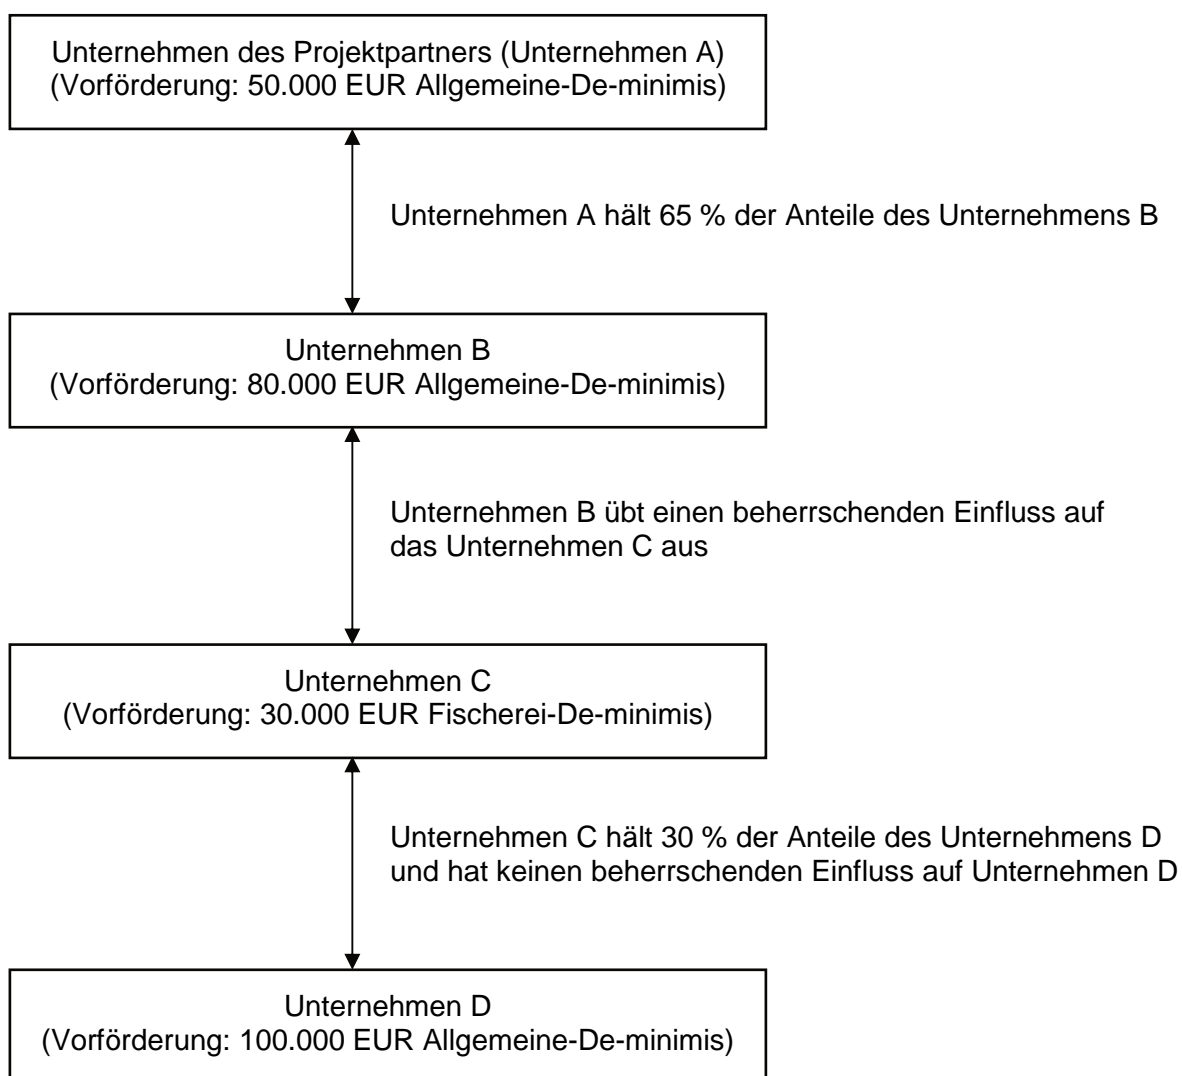 Unternehmen des Projektpartners (Unternehmen A)
(Vorförderung: 50.000 EUR Allgemeine-De-minimis)
Unternehmen A hält 65 % der Anteile des Unternehmens B
Unternehmen B
(Vorförderung: 80.000 EUR Allgemeine-De-minimis)
Unternehmen B übt einen beherrschenden Einfluss auf
das Unternehmen C aus
Unternehmen C
(Vorförderung: 30.000 EUR Fischerei-De-minimis)
Unternehmen C hält 30 % der Anteile des Unternehmens D
und hat keinen beherrschenden Einfluss auf Unternehmen D
Unternehmen D
(Vorförderung: 100.000 EUR Allgemeine-De-minimis)